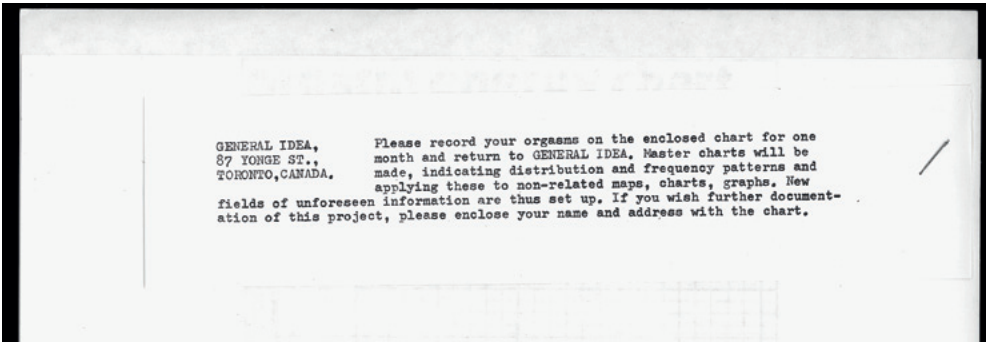 GENERAL IDEA, Please record your orgasms on the enclosed chart for one
87 YONGE ST., month and return to GENERAL IDEA. Master charts will be
TORONTO,CANADA. made, indicating distribution and frequency patterns and
applying these to non-related maps, charts, graphs. New
fields of unforeseen information are thus set up. If you wish further document-
ation of this project, please enclose your name and address with the chart.